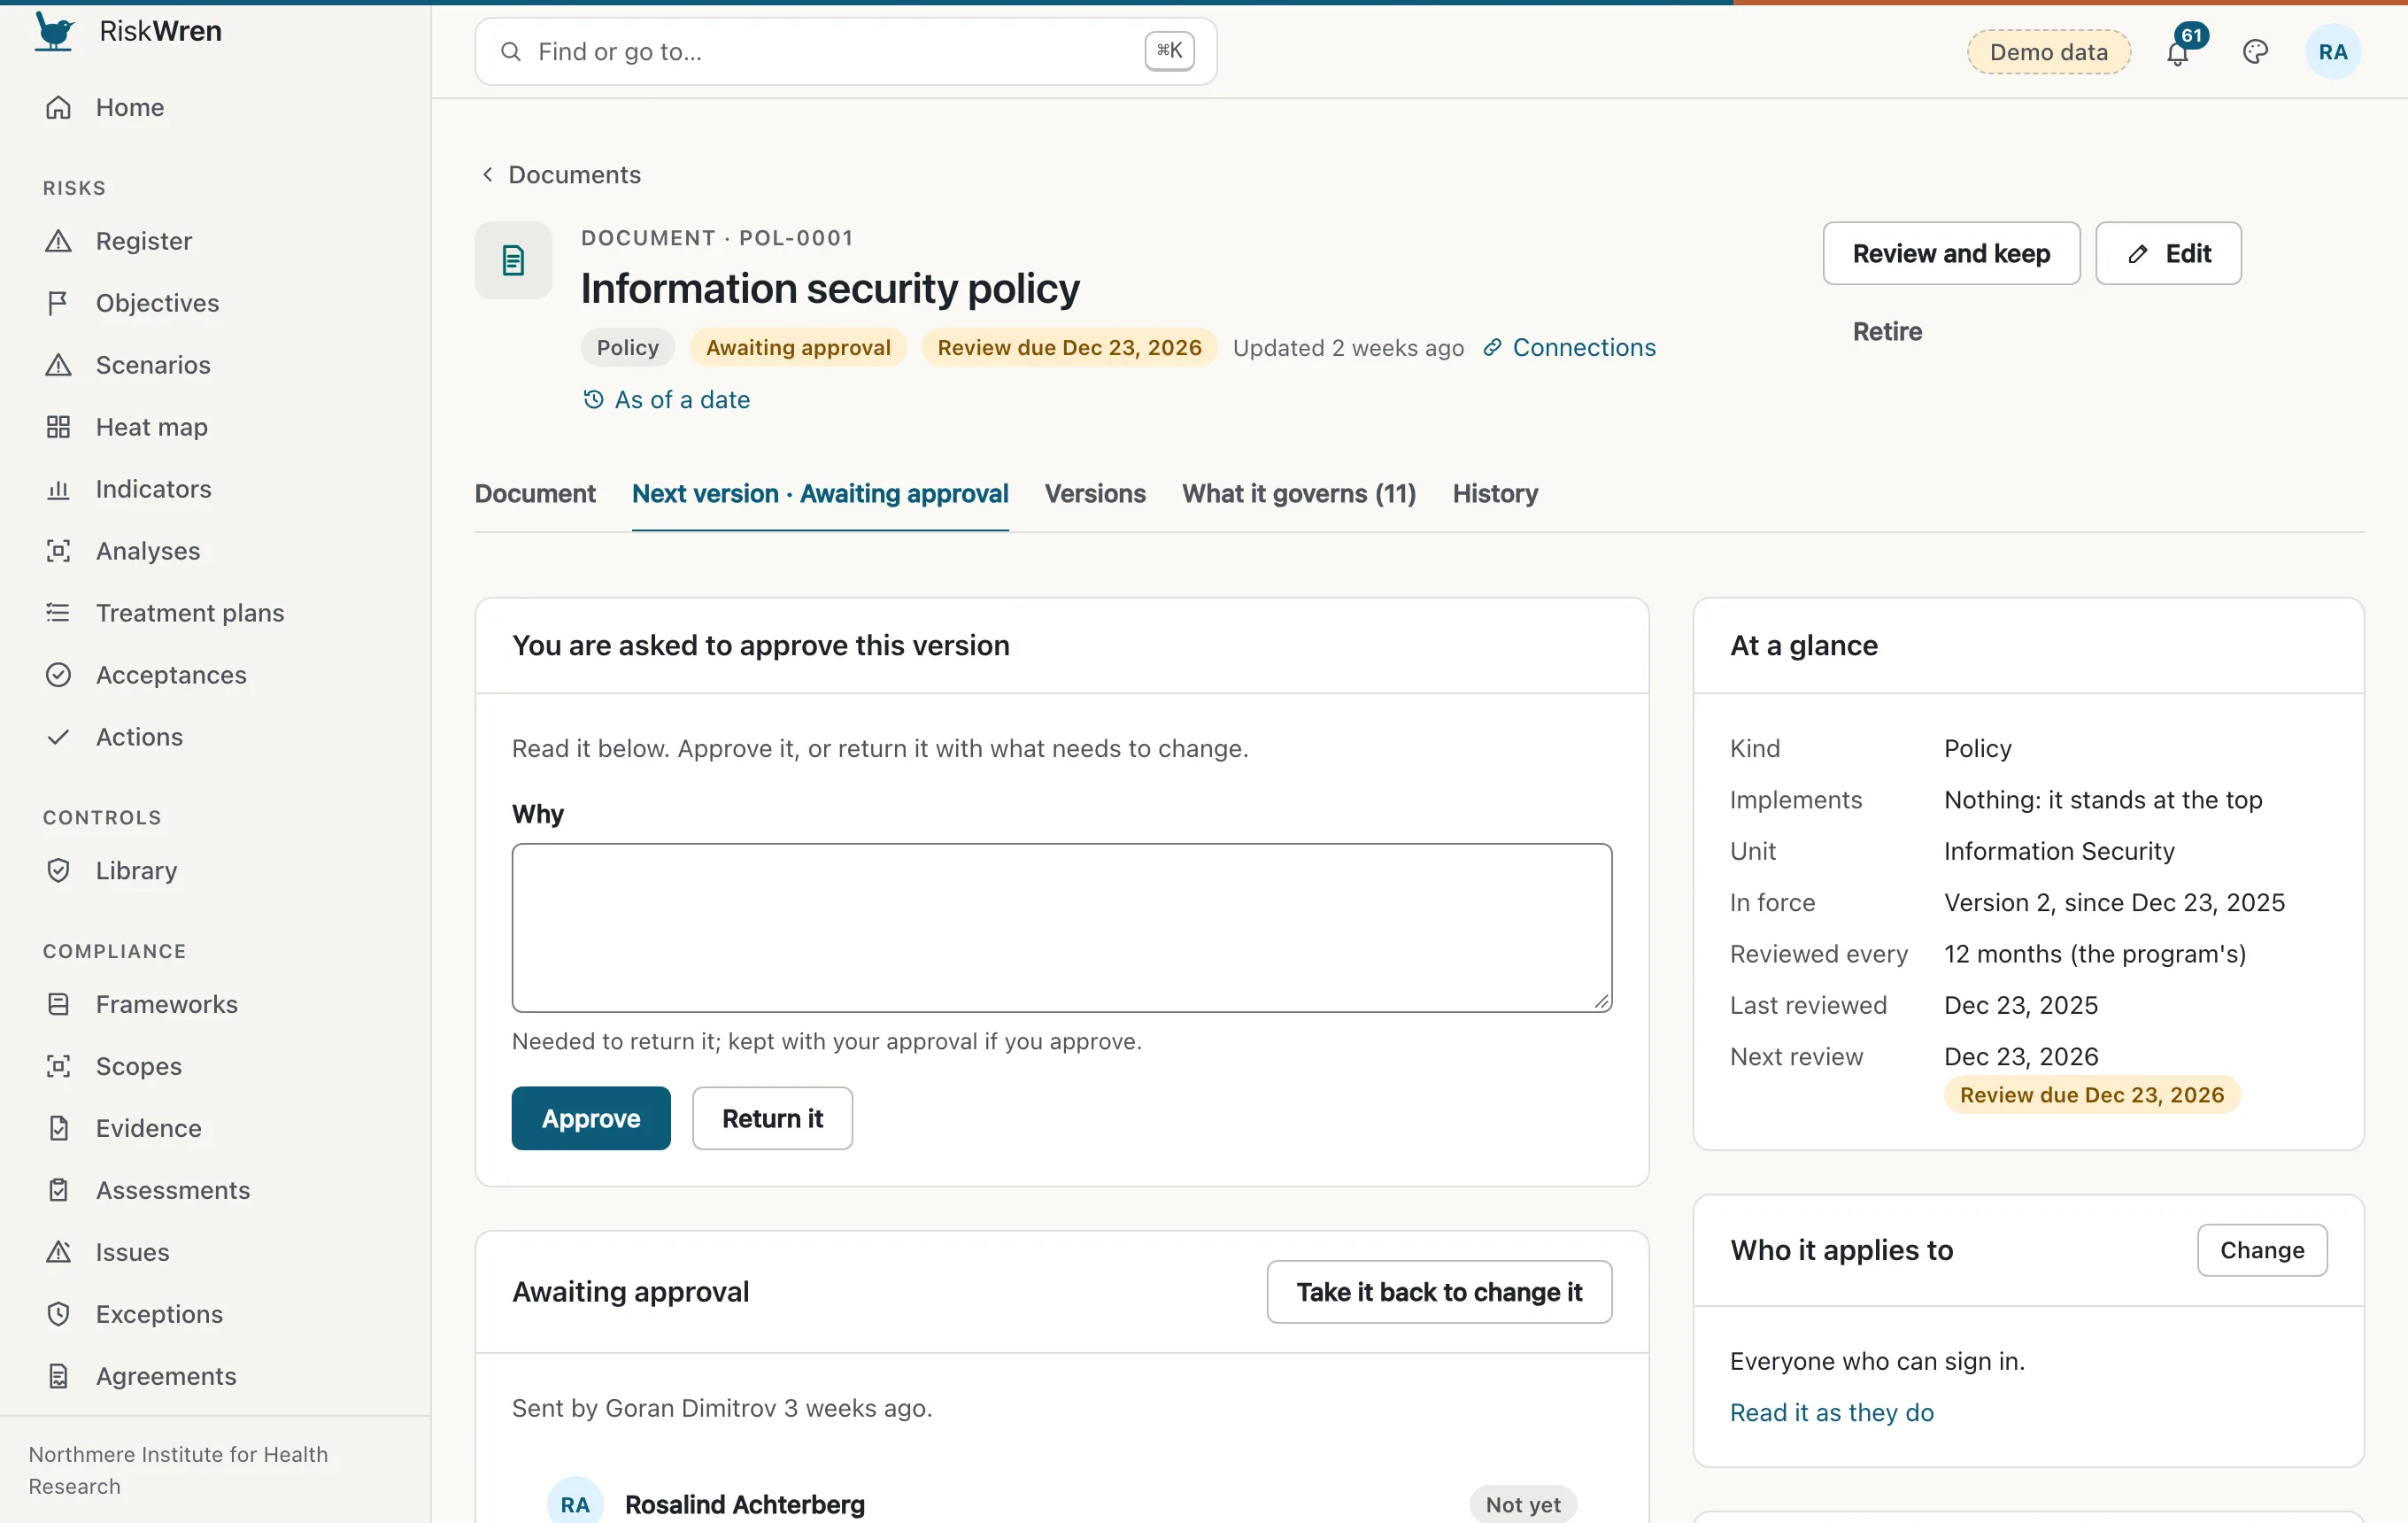 RiskWren
Find or go to...
⌘K
Demo data
61
RA
Home
RISKS
Register
Objectives
Scenarios
Heat map
Indicators
Analyses
Treatment plans
Acceptances
Actions
CONTROLS
Library
COMPLIANCE
Frameworks
Scopes
Evidence
Assessments
Issues
Exceptions
Agreements
Northmere Institute for Health
Research
Documents
DOCUMENT · POL-0001
Information security policy
Policy
Awaiting approval
Review due Dec 23, 2026
Updated 2 weeks ago
Connections
As of a date
Review and keep
Edit
Retire
Document
Next version · Awaiting approval
Versions
What it governs (11)
History
You are asked to approve this version
Read it below. Approve it, or return it with what needs to change.
Why
Needed to return it; kept with your approval if you approve.
Approve
Return it
Awaiting approval
Take it back to change it
Sent by Goran Dimitrov 3 weeks ago.
RA
Rosalind Achterberg
Not yet
At a glance
Kind Policy
Implements Nothing: it stands at the top
Unit Information Security
In force Version 2, since Dec 23, 2025
Reviewed every 12 months (the program's)
Last reviewed Dec 23, 2025
Next review Dec 23, 2026
Review due Dec 23, 2026
Who it applies to
Change
Everyone who can sign in.
Read it as they do